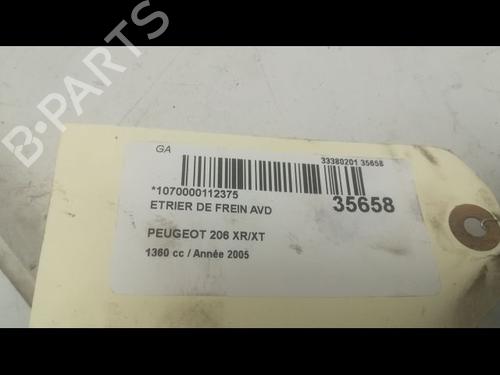 B-PARTS
GA
33380201 35658
*1070000112375
ETRIER DE FREIN AVD
35658
PEUGEOT 206 XR/XT
1360 cc / Année 2005